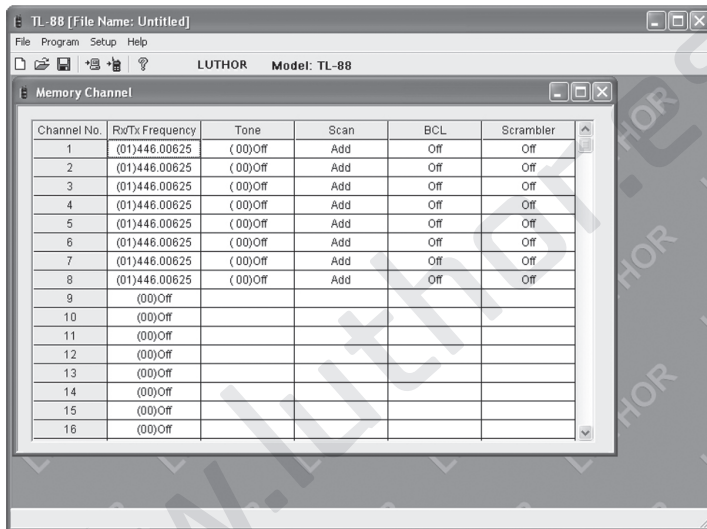 TL-88 [File Name: Untitled]
File Program Setup Help
LUTHOR Model: TL-88
Memory Channel
Channel No. Rx/Tx Frequency Tone Scan BCL Scrambler
1 (01)446.00625 ( 00)Off Add Off Off
2 (01)446.00625 ( 00)Off Add Off Off
3 (01)446.00625 ( 00)Off Add Off Off
4 (01)446.00625 ( 00)Off Add Off Off
5 (01)446.00625 ( 00)Off Add Off Off
6 (01)446.00625 ( 00)Off Add Off Off
7 (01)446.00625 ( 00)Off Add Off Off
8 (01)446.00625 ( 00)Off Add Off Off
9 (00)Off
10 (00)Off
11 (00)Off
12 (00)Off
13 (00)Off
14 (00)Off
15 (00)Off
16 (00)Off
www.luthor.es